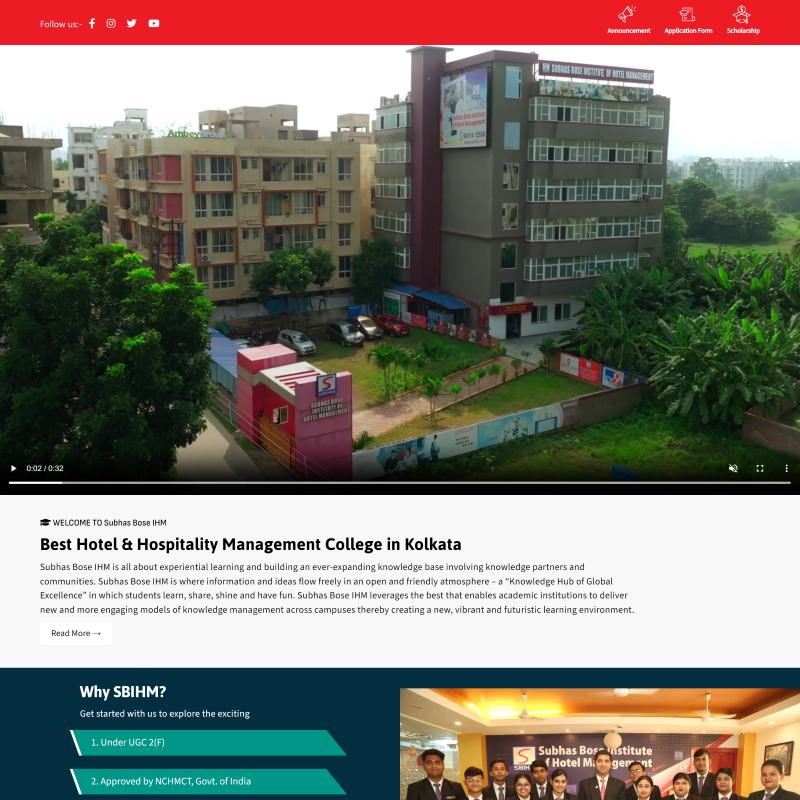 Follow us:-
Announcement
Application Form
Scholarship
Ambey
SUBHAS BOSE INSTITUTE OF HOTEL MANAGEMENT
Subhas Bose Institute
of Hotel Management
SUBHAS BOSE
INSTITUTE OF
HOTEL MANAGEMENT
0:02 / 0:32
WELCOME TO Subhas Bose IHM
Best Hotel & Hospitality Management College in Kolkata
Subhas Bose IHM is all about experiential learning and building an ever-expanding knowledge base involving knowledge partners and
communities. Subhas Bose IHM is where information and ideas flow freely in an open and friendly atmosphere – a “Knowledge Hub of Global
Excellence” in which students learn, share, shine and have fun. Subhas Bose IHM leverages the best that enables academic institutions to deliver
new and more engaging models of knowledge management across campuses thereby creating a new, vibrant and futuristic learning environment.
Read More →
Why SBIHM?
Get started with us to explore the exciting
1. Under UGC 2(F)
2. Approved by NCHMCT, Govt. of India
Subhas Bose Institute
of Hotel Management